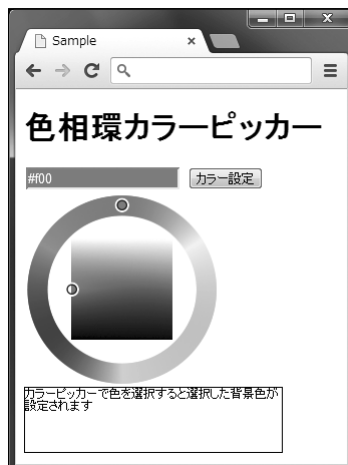 Sample
色相環カラーピッカー
#f00
カラー設定
カラーピッカーで色を選択すると選択した背景色が
設定されます